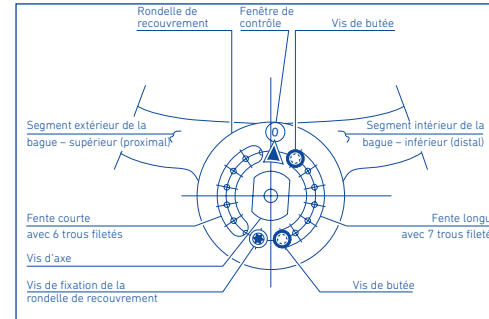 Rondelle de
recouvrement
Fenêtre de
contrôle
Vis de butée
0
Segment extérieur de la
bague – supérieur (proximal)
Segment intérieur de la
bague – inférieur (distal)
Fente courte
avec 6 trous filetés
Fente longu
avec 7 trous fileté
Vis d'axe
Vis de fixation de la
rondelle de recouvrement
Vis de butée